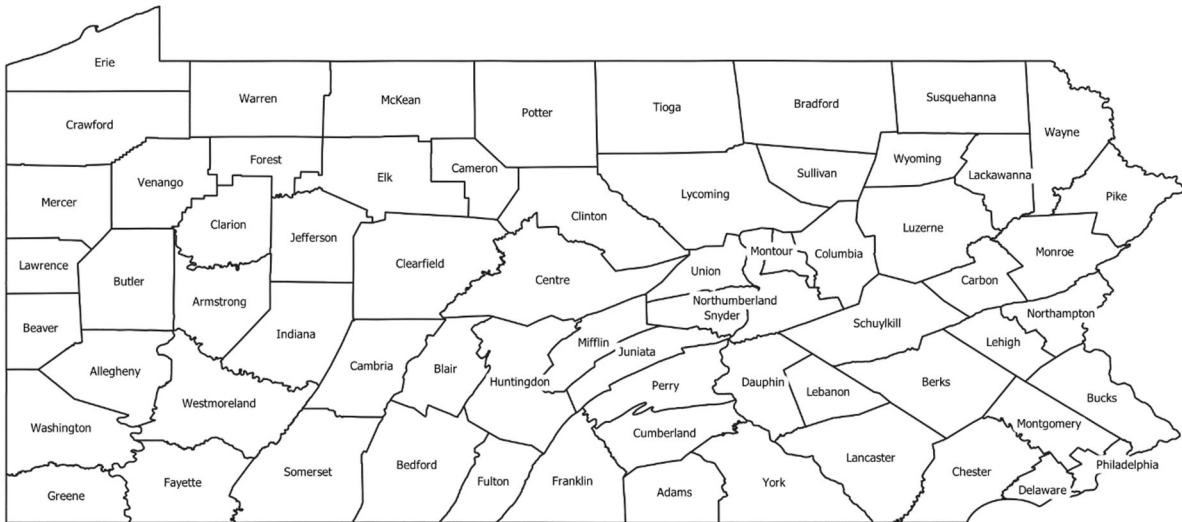 Erie
Crawford
Warren
McKean
Potter
Tioga
Bradford
Susquehanna
Wayne
Forest
Venango
Elk
Cameron
Wyoming
Lackawanna
Sullivan
Lycoming
Mercer
Pike
Clinton
Clarion
Jefferson
Luzerne
Monroe
Montour
Columbia
Lawrence
Clearfield
Union
Butler
Centre
Carbon
Armstrong
Northumberland
Snyder
Northampton
Beaver
Indiana
Schuylkill
Mifflin
Lehigh
Juniata
Allegheny
Cambria
Blair
Huntingdon
Perry
Dauphin
Lebanon
Berks
Bucks
Westmoreland
Washington
Cumberland
Montgomery
Lancaster
Philadelphia
Somerset
Bedford
Chester
Greene
Fayette
Fulton
Franklin
Adams
York
Delaware